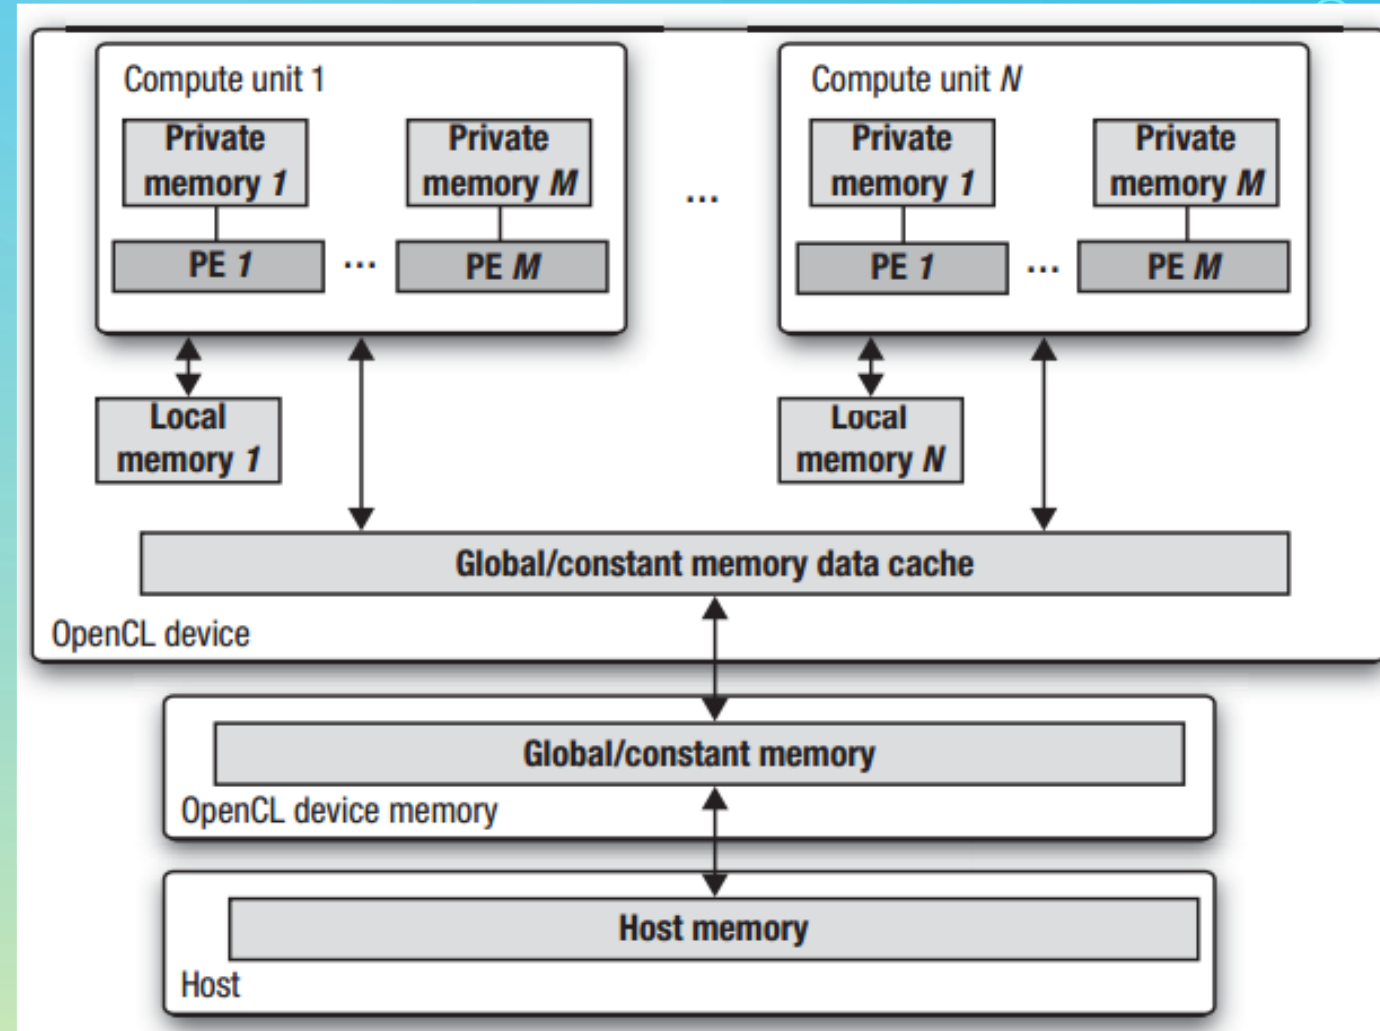 Compute unit 1
Private
memory 1
Private
memory M
PE 1
...
PE M
...
Compute unit N
Private
memory 1
Private
memory M
PE 1
...
PE M
Local
memory 1
Local
memory N
Global/constant memory data cache
OpenCL device
Global/constant memory
OpenCL device memory
Host memory
Host